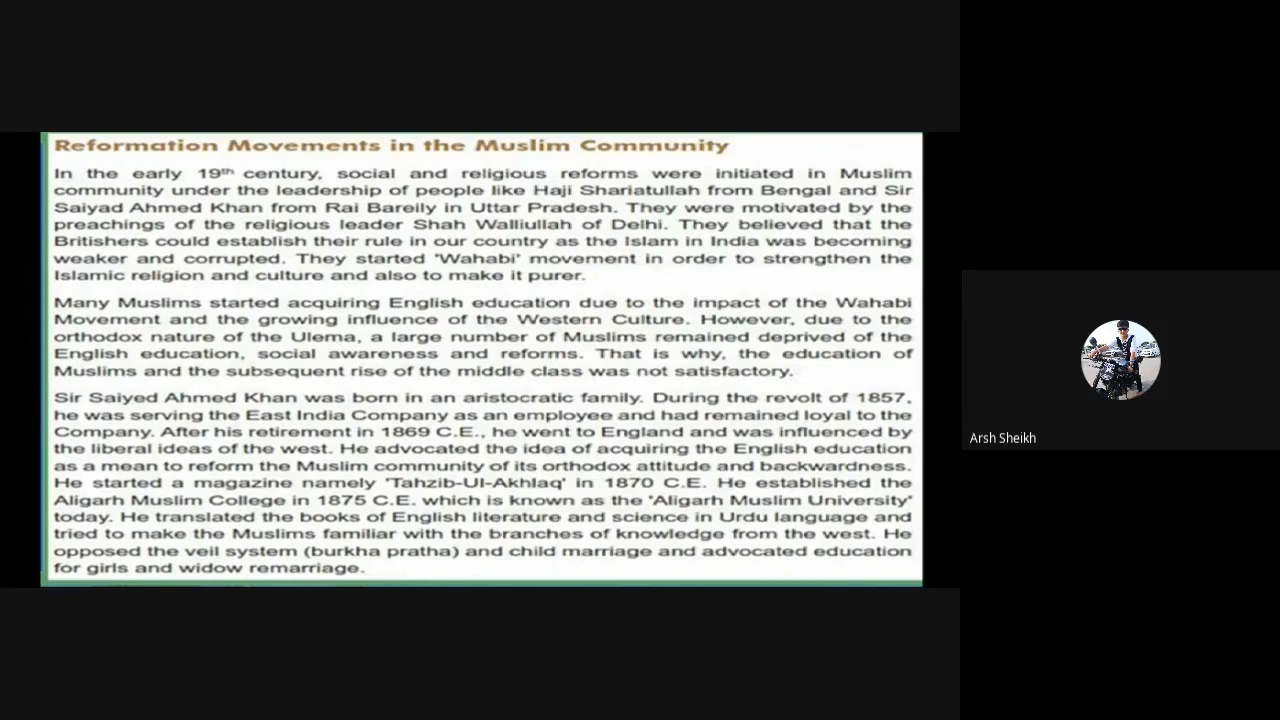 Reformation Movements in the Muslim Community
In the early 19th century, social and religious reforms were initiated in Muslim
community under the leadership of people like Haji Shariatullah from Bengal and Sir
Saiyad Ahmed Khan from Rai Bareily in Uttar Pradesh. They were motivated by the
preachings of the religious leader Shah Walliullah of Delhi. They believed that the
Britishers could establish their rule in our country as the Islam in India was becoming
weaker and corrupted. They started 'Wahabi' movement in order to strengthen the
Islamic religion and culture and also to make it purer.
Many Muslims started acquiring English education due to the impact of the Wahabi
Movement and the growing influence of the Western Culture. However, due to the
orthodox nature of the Ulema, a large number of Muslims remained deprived of the
English education, social awareness and reforms. That is why, the education of
Muslims and the subsequent rise of the middle class was not satisfactory.
Sir Saiyed Ahmed Khan was born in an aristocratic family. During the revolt of 1857,
he was serving the East India Company as an employee and had remained loyal to the
Company. After his retirement in 1869 C.E., he went to England and was influenced by
the liberal ideas of the west. He advocated the idea of acquiring the English education
as a mean to reform the Muslim community of its orthodox attitude and backwardness.
He started a magazine namely 'Tahzib-Ul-Akhlaq' in 1870 C.E. He established the
Aligarh Muslim College in 1875 C.E. which is known as the 'Aligarh Muslim University'
today. He translated the books of English literature and science in Urdu language and
tried to make the Muslims familiar with the branches of knowledge from the west. He
opposed the veil system (burkha pratha) and child marriage and advocated education
for girls and widow remarriage.
Arsh Sheikh